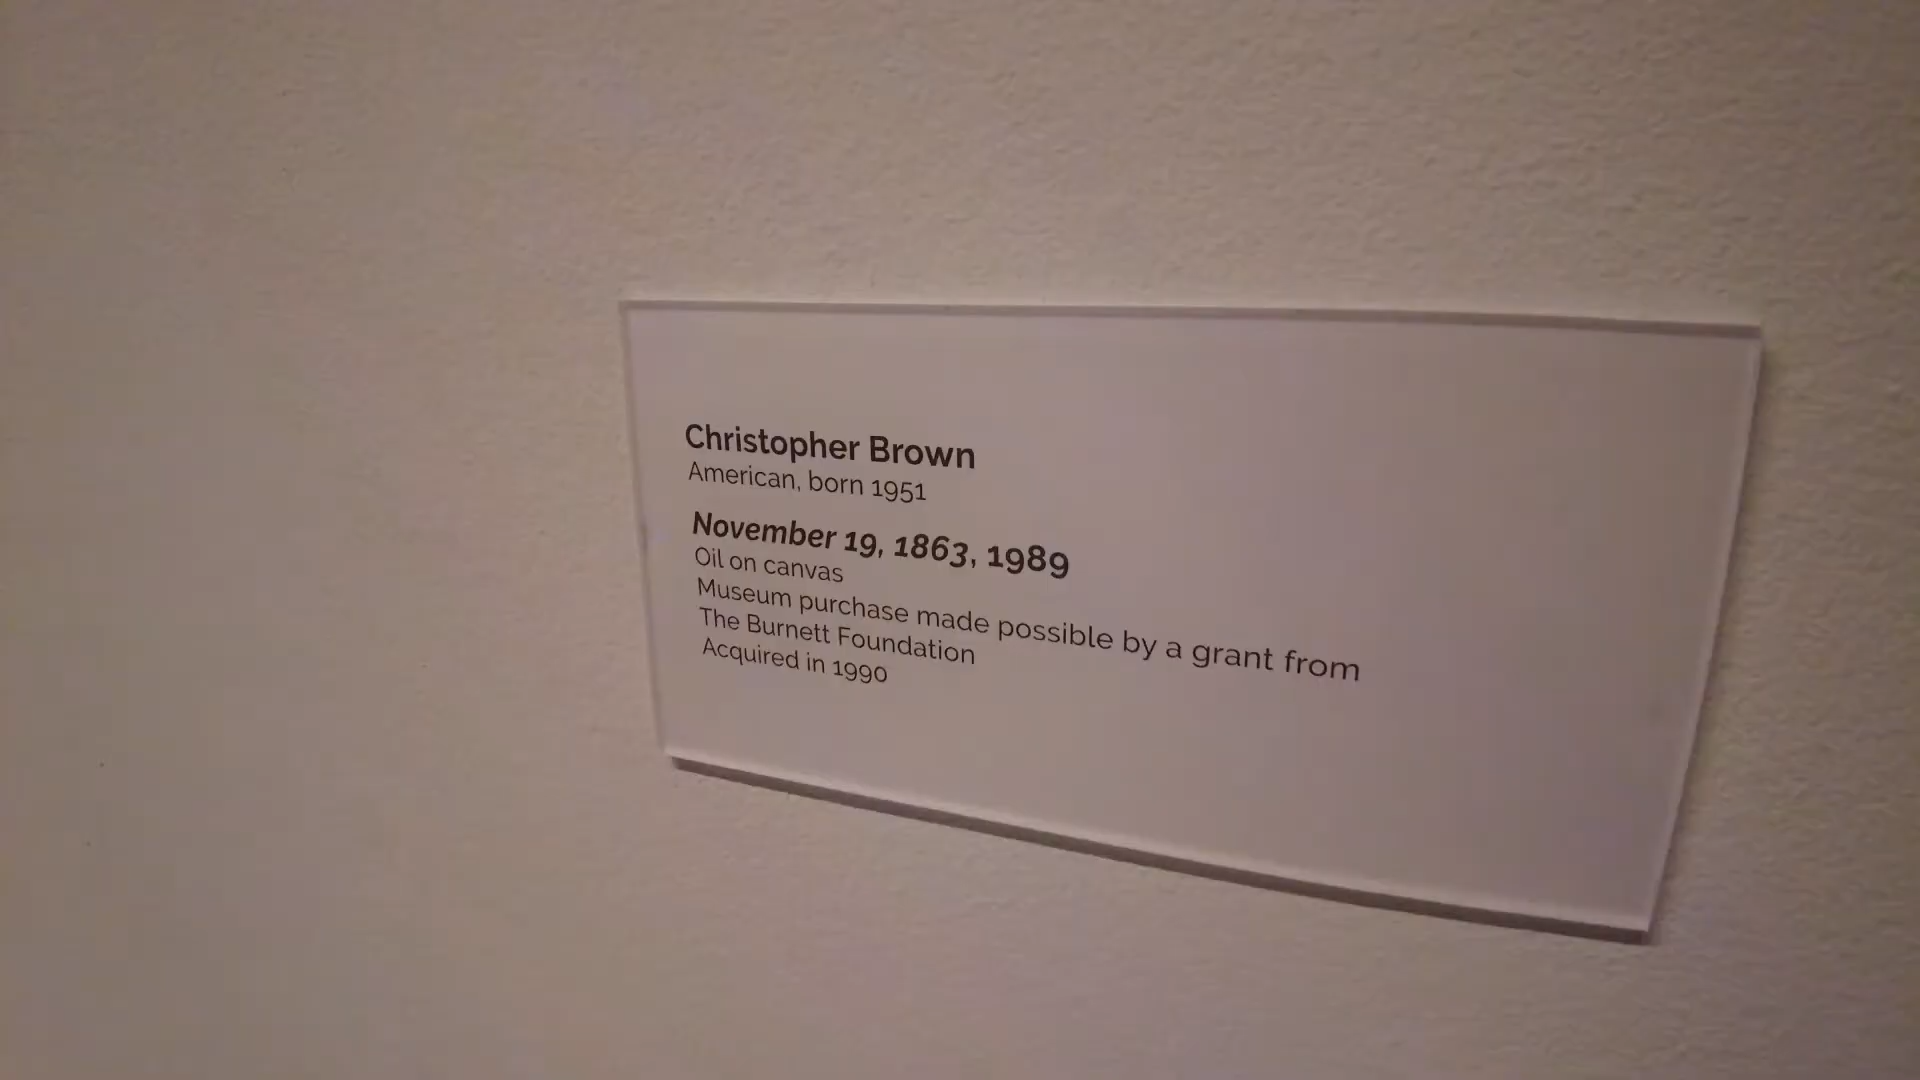 Christopher Brown
American, born 1951
November 19, 1863, 1989
Oil on canvas
Museum purchase made possible by a grant from
The Burnett Foundation
Acquired in 1990